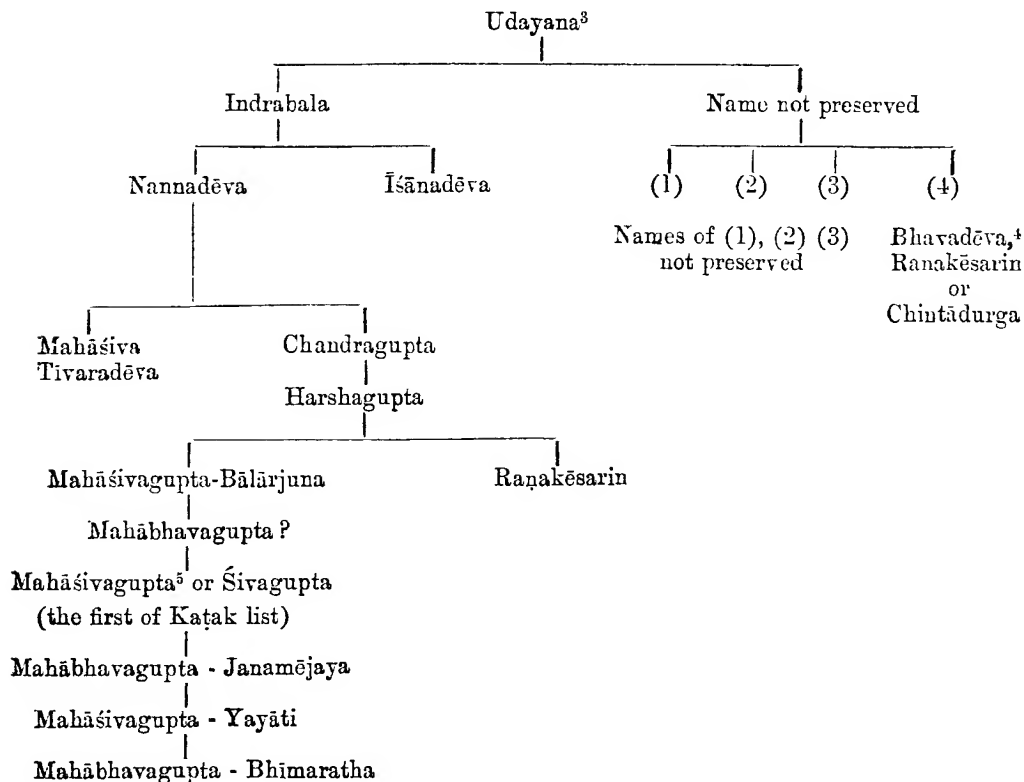 Udayana³
Indrabala Name not preserved
Nannadēva Īśānadēva (1) (2) (3) (4)
Names of (1), (2) (3) Bhavadēva,⁴
not preserved Ranakēsarin
or
Chintādurga
Mahāśiva Chandragupta
Tivaradēva
Harshagupta
Mahāśivagupta-Bālārjuna Raṇakēsarin
Mahābhavagupta ?
Mahāśivagupta⁵ or Śivagupta
(the first of Kaṭak list)
Mahābhavagupta - Janamējaya
Mahāśivagupta - Yayāti
Mahābhavagupta - Bhīmaratha